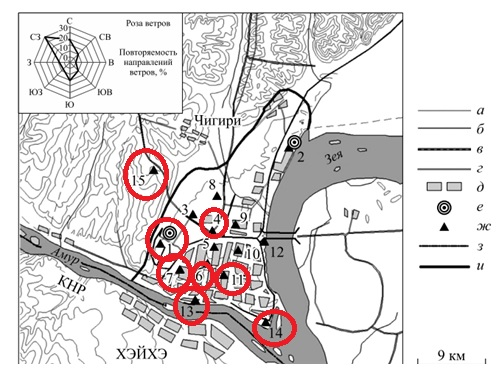 Роза ветров
С
30
20
10
0
СЗ
СВ
З
В
ЮЗ
ЮВ
Ю
Повторяемость
направлений
ветров, %
Чигири
Зея
2
15
8
3
4
9
1
5
10
12
7
6
11
13
14
Амур
КНР
ХЭЙХЭ
а
б
в
г
д
е
ж
з
и
9 км